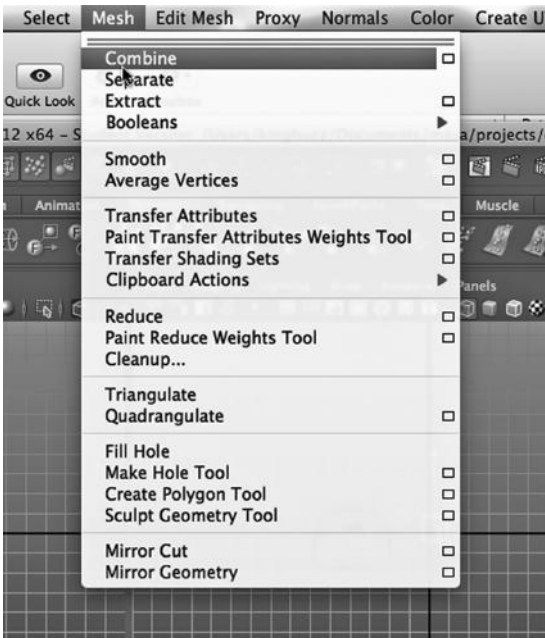 Select Mesh Edit Mesh Proxy Normals Color Create U
Combine
Separate
Quick Look
Extract
Booleans
12 x64 – S
a/projects/
Smooth
Average Vertices
Animat
Transfer Attributes
Muscle
Paint Transfer Attributes Weights Tool
Transfer Shading Sets
Clipboard Actions
Panels
Reduce
Paint Reduce Weights Tool
Cleanup...
Triangulate
Quadrangulate
Fill Hole
Make Hole Tool
Create Polygon Tool
Sculpt Geometry Tool
Mirror Cut
Mirror Geometry